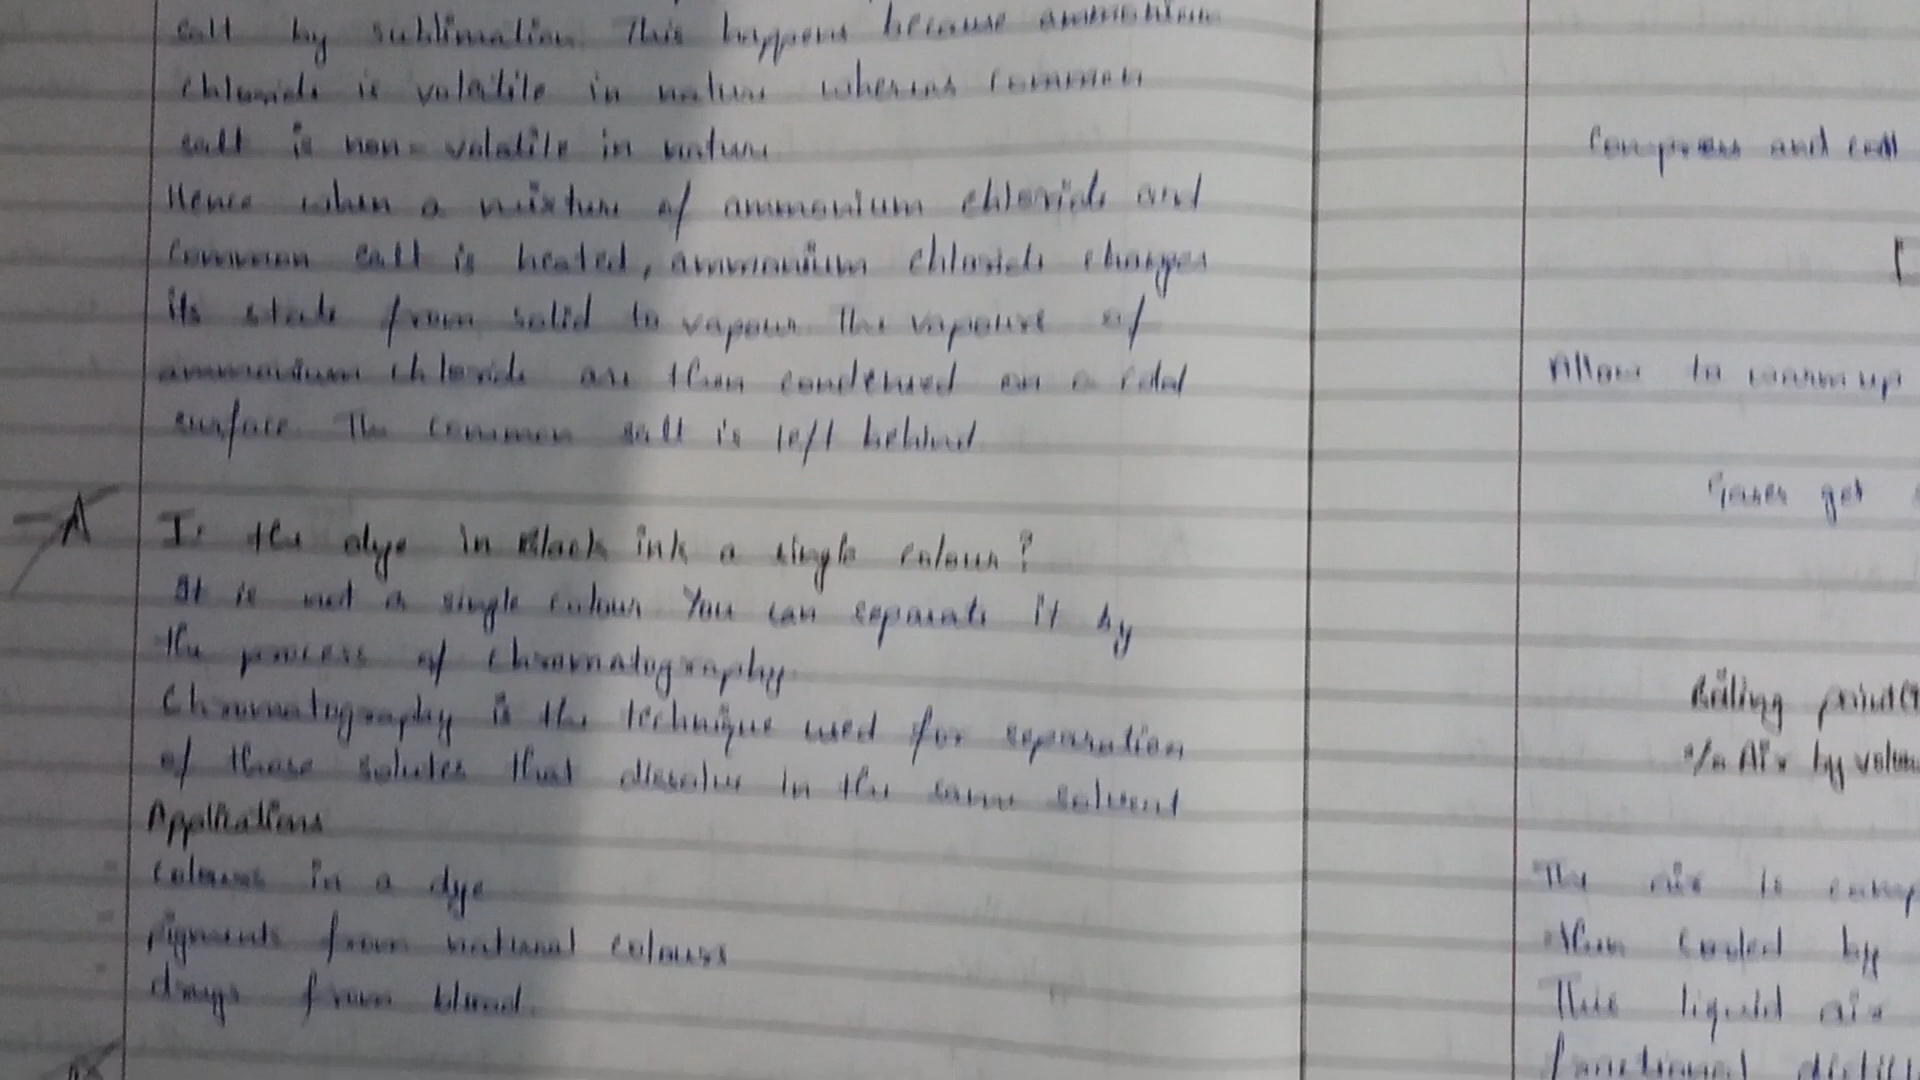 salt by sublimation This happens because ammonium
chloride is volatile in nature whereas common
salt is non-volatile in nature
Hence when a mixture of ammonium chloride and
common salt is heated, ammonium chloride changes
its state from solid to vapour. The vapours of
ammonium chloride are then condensed on a cold
surface. The common salt is left behind
-A
Is the dye in Black ink a single colour?
It is not a single colour You can separate it by
the process of chromatography
Chromatography is the technique used for separation
of those solutes that dissolve in the same solvent
Applications
- colours in a dye
- pigments from natural colours
- drugs from blood.
Compress and cool
Allow to warm up
Gases get
Boiling point
% Air by volum
The air is comp
then cooled by
This liquid air
fractional distill